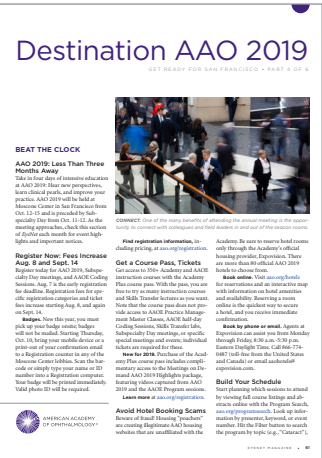 Destination AAO 2019
GET READY FOR SAN FRANCISCO • PART 4 OF 6
BEAT THE CLOCK
AAO 2019: Less Than Three
Months Away
Take in four days of intensive education
at AAO 2019: Hear new perspectives,
learn clinical pearls, and improve your
practice. AAO 2019 will be held at
Moscone Center in San Francisco from
Oct. 12-15 and is preceded by Sub-
specialty Day from Oct. 11-12. As the
meeting approaches, check this section
of EyeNet each month for event high-
lights and important notices.
Register Now: Fees Increase
Aug. 8 and Sept. 14
Register today for AAO 2019, Subspe-
cialty Day meetings, and AAOE Coding
Sessions. Aug. 7 is the early registration
fee deadline. Registration fees for spe-
cific registration categories and ticket
fees increase starting Aug. 8, and again
on Sept. 14.
Badges. New this year, you must
pick up your badge onsite; badges
will not be mailed. Starting Thursday,
Oct. 10, bring your mobile device or a
print-out of your confirmation email
to a Registration counter in any of the
Moscone Center lobbies. Scan the bar-
code or simply type your name or ID
number into a Registration computer.
Your badge will be printed immediately.
Valid photo ID will be required.
AMERICAN ACADEMY
OF OPHTHALMOLOGY®
CONNECT. One of the many benefits of attending the annual meeting is the oppor-
tunity to connect with colleagues and field leaders in and out of the session rooms.
Find registration information, in-
cluding pricing, at aao.org/registration.
Get a Course Pass, Tickets
Get access to 350+ Academy and AAOE
instruction courses with the Academy
Plus course pass. With the pass, you are
free to try as many instruction courses
and Skills Transfer lectures as you want.
Note that the course pass does not pro-
vide access to AAOE Practice Manage-
ment Master Classes, AAOE half-day
Coding Sessions, Skills Transfer labs,
Subspecialty Day meetings, or specific
special meetings and events; individual
tickets are required for these.
New for 2019. Purchase of the Acad-
emy Plus course pass includes compli-
mentary access to the Meetings on De-
mand AAO 2019 Highlights package,
featuring videos captured from AAO
2019 and the AAOE Program sessions.
Learn more at aao.org/registration.
Avoid Hotel Booking Scams
Beware of fraud! Housing "poachers"
are creating illegitimate AAO housing
websites that are unaffiliated with the
Academy. Be sure to reserve hotel rooms
only through the Academy's official
housing provider, Expovision. There
are more than 80 official AAO 2019
hotels to choose from.
Book online. Visit aao.org/hotels
for reservations and an interactive map
with information on hotel amenities
and availability. Reserving a room
online is the quickest way to secure
a hotel, and you receive immediate
confirmation.
Book by phone or email. Agents at
Expovision can assist you from Monday
through Friday, 8:30 a.m.-5:30 p.m.
Eastern Daylight Time. Call 866-774-
0487 (toll-free from the United States
and Canada) or email aaohotels@
expovision.com.
Build Your Schedule
Start planning which sessions to attend
by viewing full course listings and ab-
stracts online with the Program Search,
aao.org/programsearch. Look up infor-
mation by presenter, keyword, or event
number. Hit the Filter button to search
the program by topic (e.g., "Cataract"),
EYENET MAGAZINE • 61